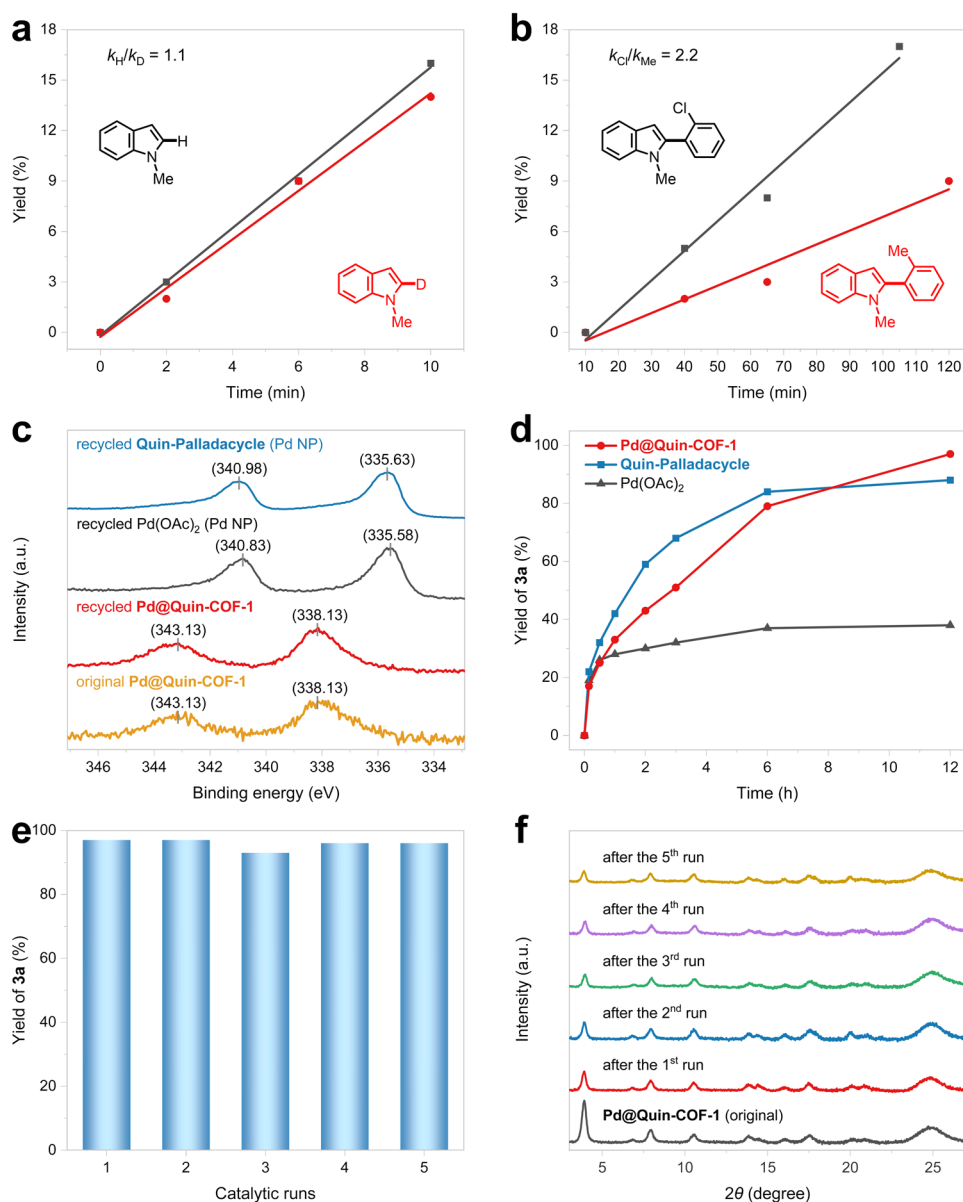 a
k_H/k_D = 1.1
Yield (%)
18
15
12
9
6
3
0
H
N
Me
D
N
Me
0 2 4 6 8 10
Time (min)
b
k_Cl/k_Me = 2.2
Yield (%)
18
15
12
9
6
3
0
Cl
N
Me
Me
N
Me
10 20 30 40 50 60 70 80 90 100 110 120
Time (min)
c
recycled Quin-Palladacycle (Pd NP)
(340.98) (335.63)
recycled Pd(OAc)₂ (Pd NP)
(340.83) (335.58)
recycled Pd@Quin-COF-1
(343.13) (338.13)
original Pd@Quin-COF-1
(343.13) (338.13)
Intensity (a.u.)
346 344 342 340 338 336 334
Binding energy (eV)
d
Pd@Quin-COF-1
Quin-Palladacycle
Pd(OAc)₂
Yield of 3a (%)
100
80
60
40
20
0
0 2 4 6 8 10 12
Time (h)
e
Yield of 3a (%)
100
80
60
40
20
0
1 2 3 4 5
Catalytic runs
f
after the 5th run
after the 4th run
after the 3rd run
after the 2nd run
after the 1st run
Pd@Quin-COF-1 (original)
Intensity (a.u.)
5 10 15 20 25
2θ (degree)